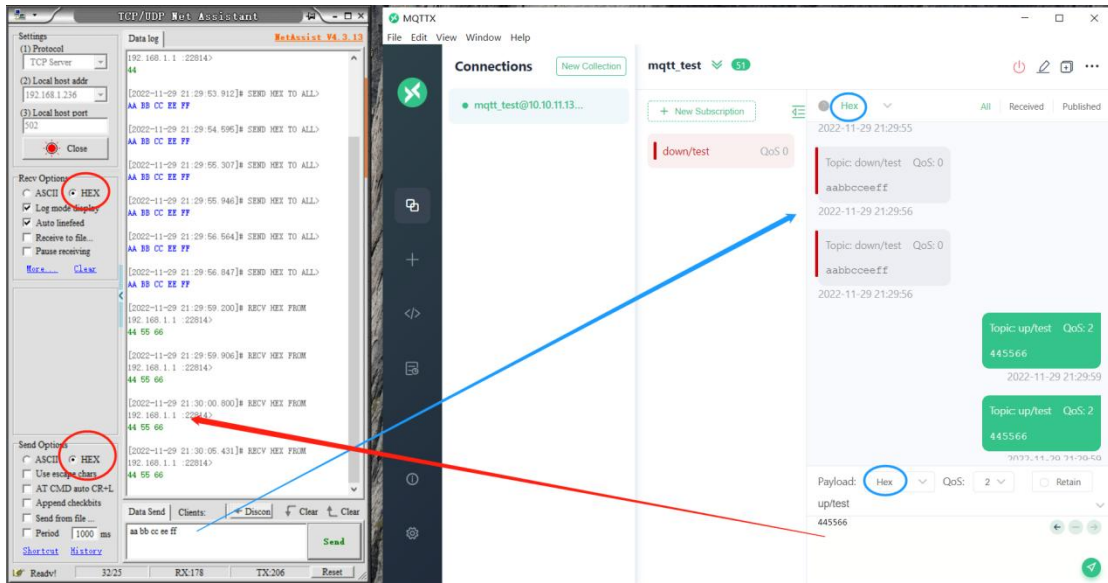 TCP/UDP Net Assistant
Settings
(1) Protocol
TCP Server
(2) Local host addr
192.168.1.236
(3) Local host port
502
Close
Recv Options
ASCII HEX
Log mode display
Auto linefeed
Receive to file...
Pause receiving
More... Clear
Send Options
ASCII HEX
Use escape chars
AT CMD auto CR+L
Append checkbits
Send from file ...
Period 1000 ms
Shortcut History
Data log
NetAssist V4.3.13
192.168.1.1 :22814>
44
[2022-11-29 21:29:53.912]# SEND HEX TO ALL>
AA BB CC EE FF
[2022-11-29 21:29:54.595]# SEND HEX TO ALL>
AA BB CC EE FF
[2022-11-29 21:29:55.307]# SEND HEX TO ALL>
AA BB CC EE FF
[2022-11-29 21:29:55.946]# SEND HEX TO ALL>
AA BB CC EE FF
[2022-11-29 21:29:56.564]# SEND HEX TO ALL>
AA BB CC EE FF
[2022-11-29 21:29:56.847]# SEND HEX TO ALL>
AA BB CC EE FF
[2022-11-29 21:29:59.200]# RECV HEX FROM
192.168.1.1 :22814>
44 55 66
[2022-11-29 21:29:59.906]# RECV HEX FROM
192.168.1.1 :22814>
44 55 66
[2022-11-29 21:30:00.800]# RECV HEX FROM
192.168.1.1 :22814>
44 55 66
[2022-11-29 21:30:05.431]# RECV HEX FROM
192.168.1.1 :22814>
44 55 66
Data Send Clients: Discon Clear Clear
aa bb cc ee ff
Send
Ready! 32/25 RX:178 TX:206 Reset
MQTTX
File Edit View Window Help
Connections New Collection
mqtt_test@10.10.11.13...
mqtt_test 51
+ New Subscription
down/test QoS 0
Hex All Received Published
2022-11-29 21:29:55
Topic: down/test QoS: 0
aabbcceeff
2022-11-29 21:29:56
Topic: down/test QoS: 0
aabbcceeff
2022-11-29 21:29:56
Topic: up/test QoS: 2
445566
2022-11-29 21:29:59
Topic: up/test QoS: 2
445566
2022-11-29 21:29:59
Payload: Hex QoS: 2 Retain
up/test
445566